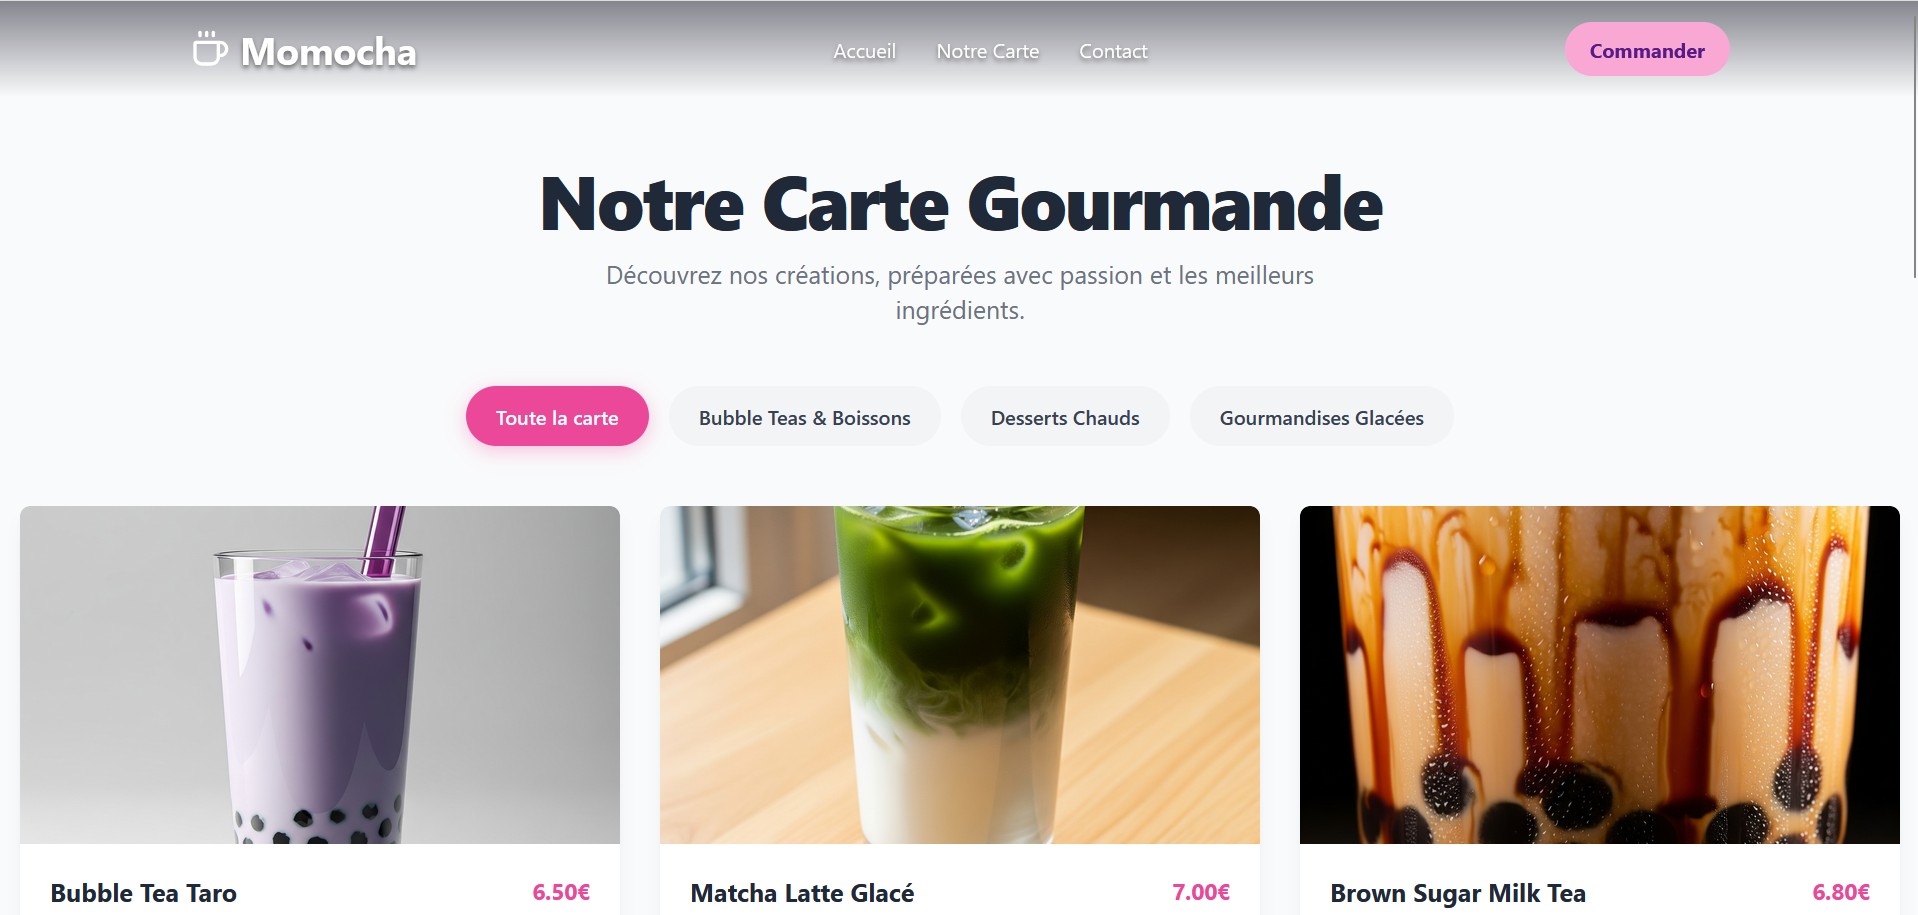 Momocha
Accueil
Notre Carte
Contact
Commander
Notre Carte Gourmande
Découvrez nos créations, préparées avec passion et les meilleurs
ingrédients.
Toute la carte
Bubble Teas & Boissons
Desserts Chauds
Gourmandises Glacées
Bubble Tea Taro
6.50€
Matcha Latte Glacé
7.00€
Brown Sugar Milk Tea
6.80€